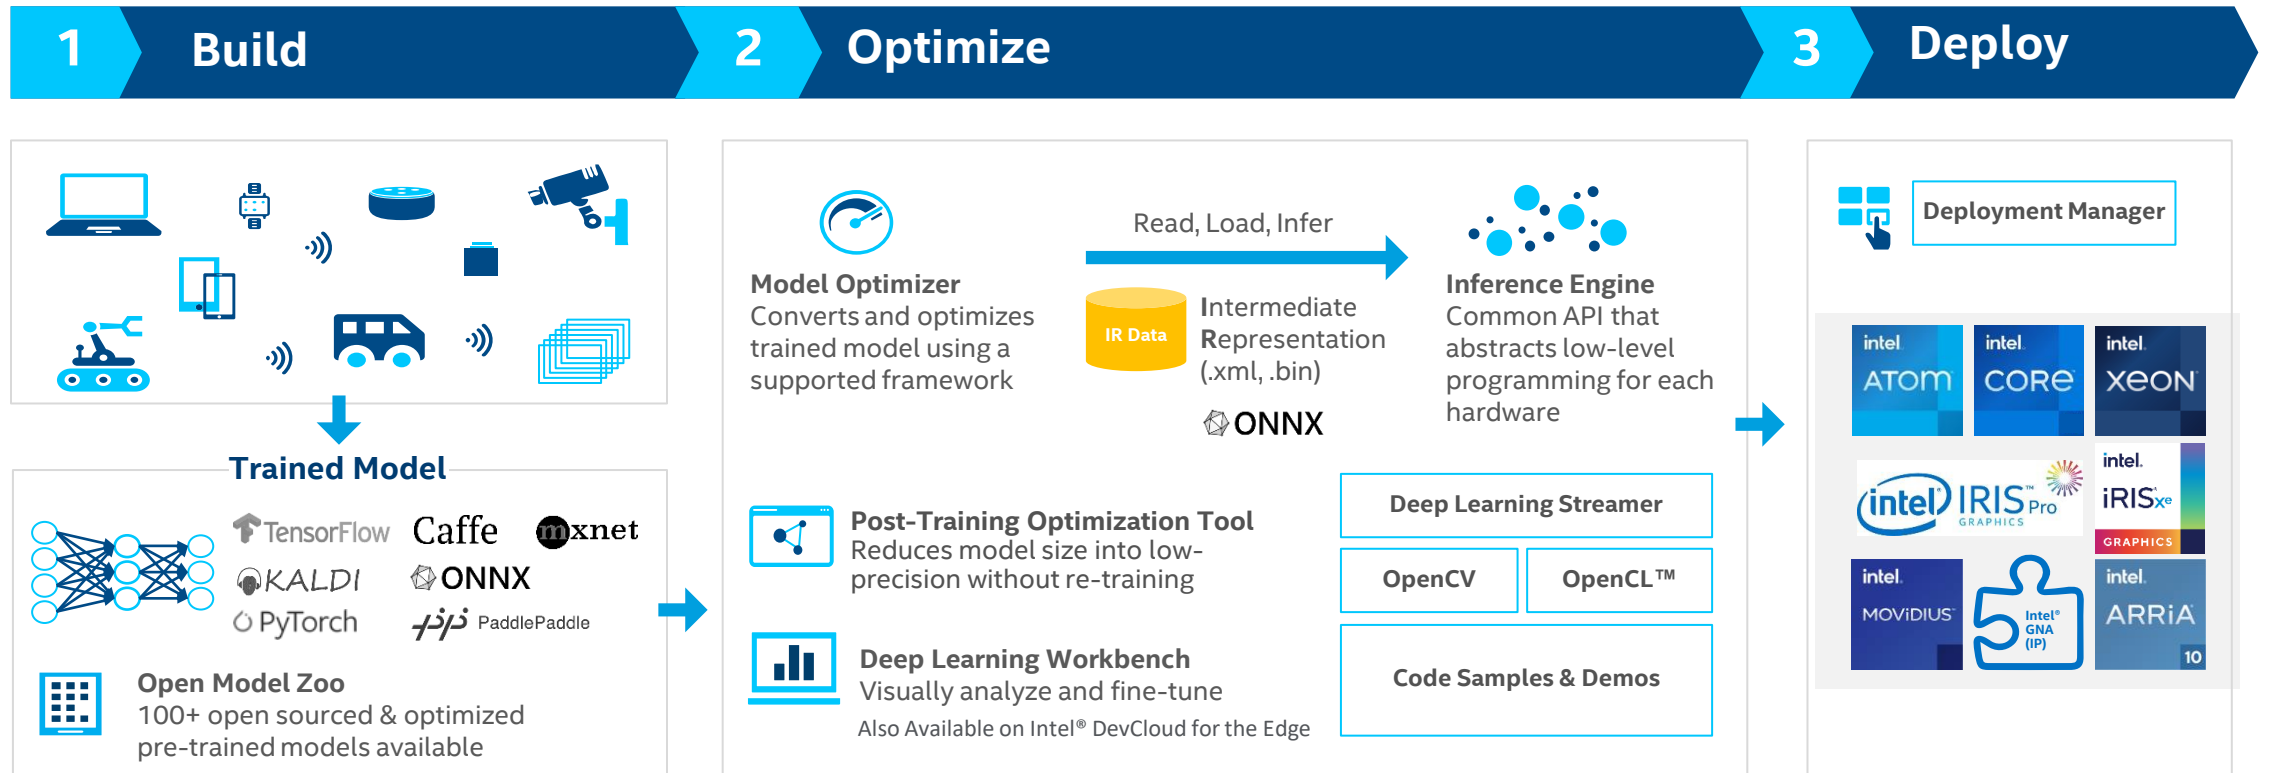 1 Build
2 Optimize
3 Deploy
Trained Model
TensorFlow
Caffe
mxnet
KALDI
ONNX
PyTorch
PaddlePaddle
Open Model Zoo
100+ open sourced & optimized
pre-trained models available
Model Optimizer
Converts and optimizes
trained model using a
supported framework
Read, Load, Infer
IR Data
Intermediate
Representation
(.xml, .bin)
ONNX
Inference Engine
Common API that
abstracts low-level
programming for each
hardware
Post-Training Optimization Tool
Reduces model size into low-
precision without re-training
Deep Learning Workbench
Visually analyze and fine-tune
Also Available on Intel® DevCloud for the Edge
Deep Learning Streamer
OpenCV
OpenCL™
Code Samples & Demos
Deployment Manager
intel.
ATOM
intel.
CORE
intel.
XEON
intel IRIS™ Pro
GRAPHICS
intel.
IRIS Xe
GRAPHICS
intel.
MOVIDIUS
Intel®
GNA
(IP)
intel.
ARRIA
10